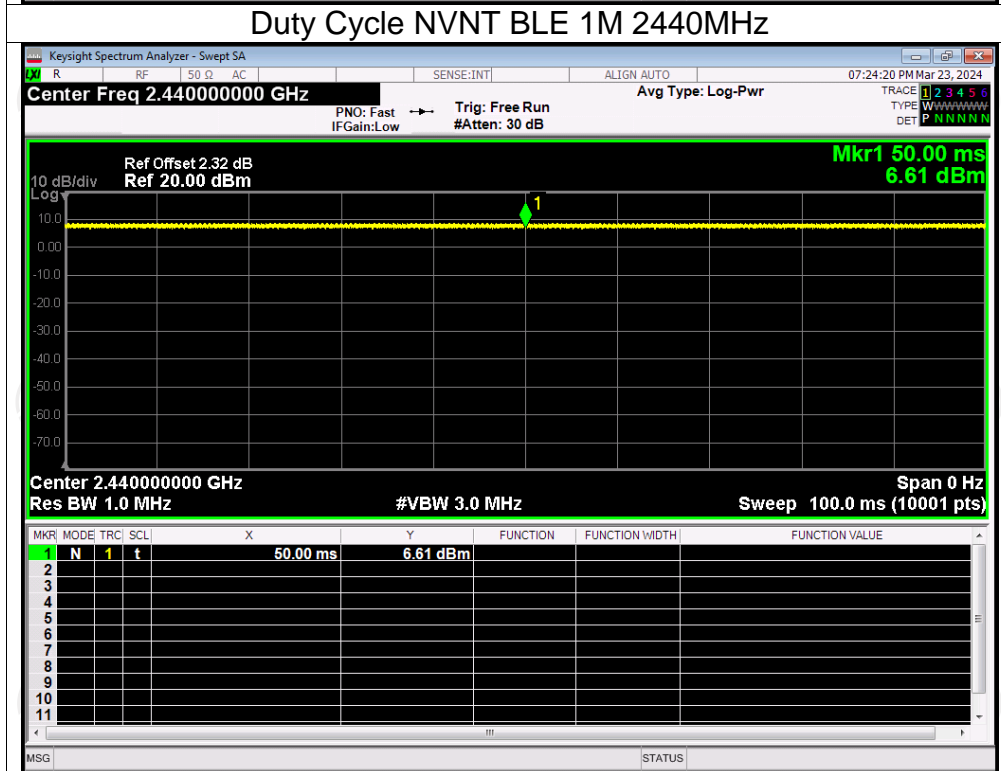 Duty Cycle NVNT BLE 1M 2440MHz
Keysight Spectrum Analyzer - Swept SA
LXI R RF 50 Ω AC SENSE:INT ALIGN AUTO 07:24:20 PM Mar 23, 2024
Center Freq 2.440000000 GHz
PNO: Fast
IFGain:Low
Trig: Free Run
#Atten: 30 dB
Avg Type: Log-Pwr
TRACE 1 2 3 4 5 6
TYPE WWWWWW
DET P N N N N N
Mkr1 50.00 ms
6.61 dBm
Ref Offset 2.32 dB
10 dB/div Ref 20.00 dBm
Log
1
10.0
0.00
-10.0
-20.0
-30.0
-40.0
-50.0
-60.0
-70.0
Center 2.440000000 GHz Span 0 Hz
Res BW 1.0 MHz #VBW 3.0 MHz Sweep 100.0 ms (10001 pts)
MKR MODE TRC SCL X Y FUNCTION FUNCTION WIDTH FUNCTION VALUE
1 N 1 t 50.00 ms 6.61 dBm
2
3
4
5
6
7
8
9
10
11
MSG STATUS